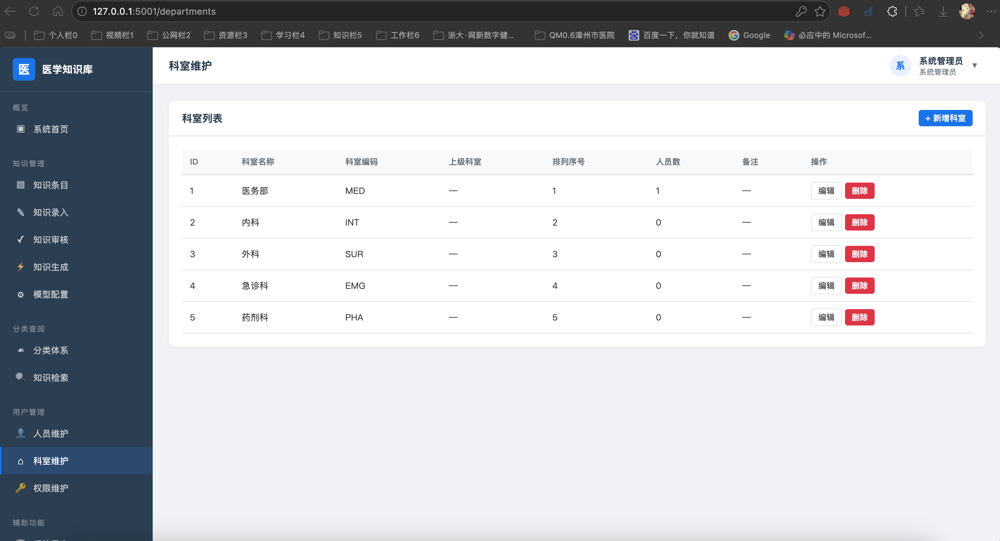 127.0.0.1:5001/departments
个人栏0 视频栏1 公网栏2 资源栏3 学习栏4 知识栏5 工作栏6 浙大·网新数字健... QM0.6漳州市医院 百度一下，你就知道 Google 必应中的 Microsof...
医 医学知识库
概览
系统首页
知识管理
知识条目
知识录入
知识审核
知识生成
模型配置
分类查阅
分类体系
知识检索
用户管理
人员维护
科室维护
权限维护
辅助功能
科室维护
系 系统管理员
系统管理员
科室列表 + 新增科室
ID 科室名称 科室编码 上级科室 排列序号 人员数 备注 操作
1 医务部 MED — 1 1 — 编辑 删除
2 内科 INT — 2 0 — 编辑 删除
3 外科 SUR — 3 0 — 编辑 删除
4 急诊科 EMG — 4 0 — 编辑 删除
5 药剂科 PHA — 5 0 — 编辑 删除